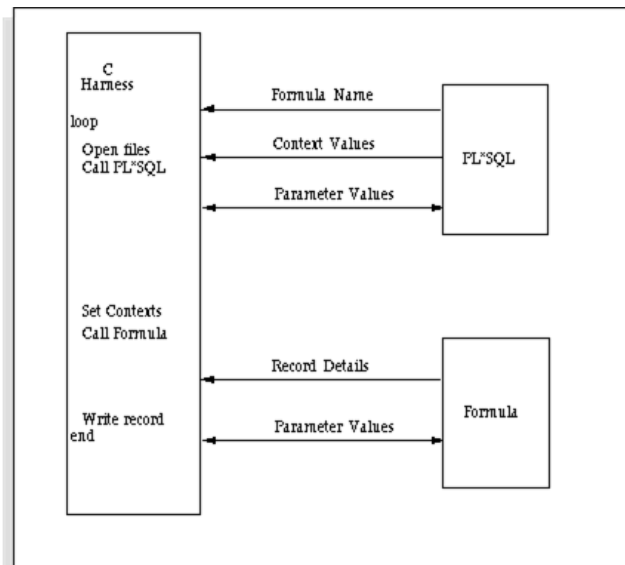 C
Harness
Formula Name
loop
Open files
Context Values
Call PL*SQL
PL*SQL
Parameter Values
Set Contexts
Call Formula
Record Details
Write record
Formula
end
Parameter Values